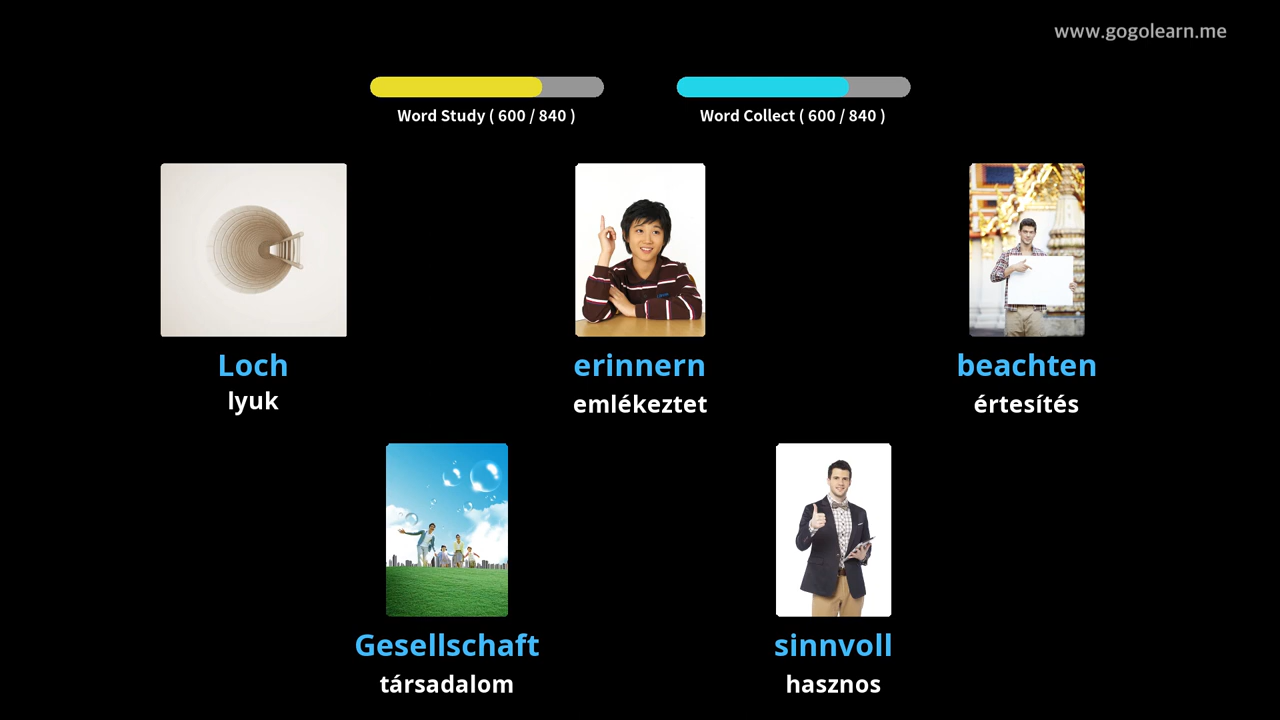 www.gogolearn.me
Word Study ( 600 / 840 )
Word Collect ( 600 / 840 )
Loch
lyuk
erinnern
emlékeztet
beachten
értesítés
Gesellschaft
társadalom
sinnvoll
hasznos